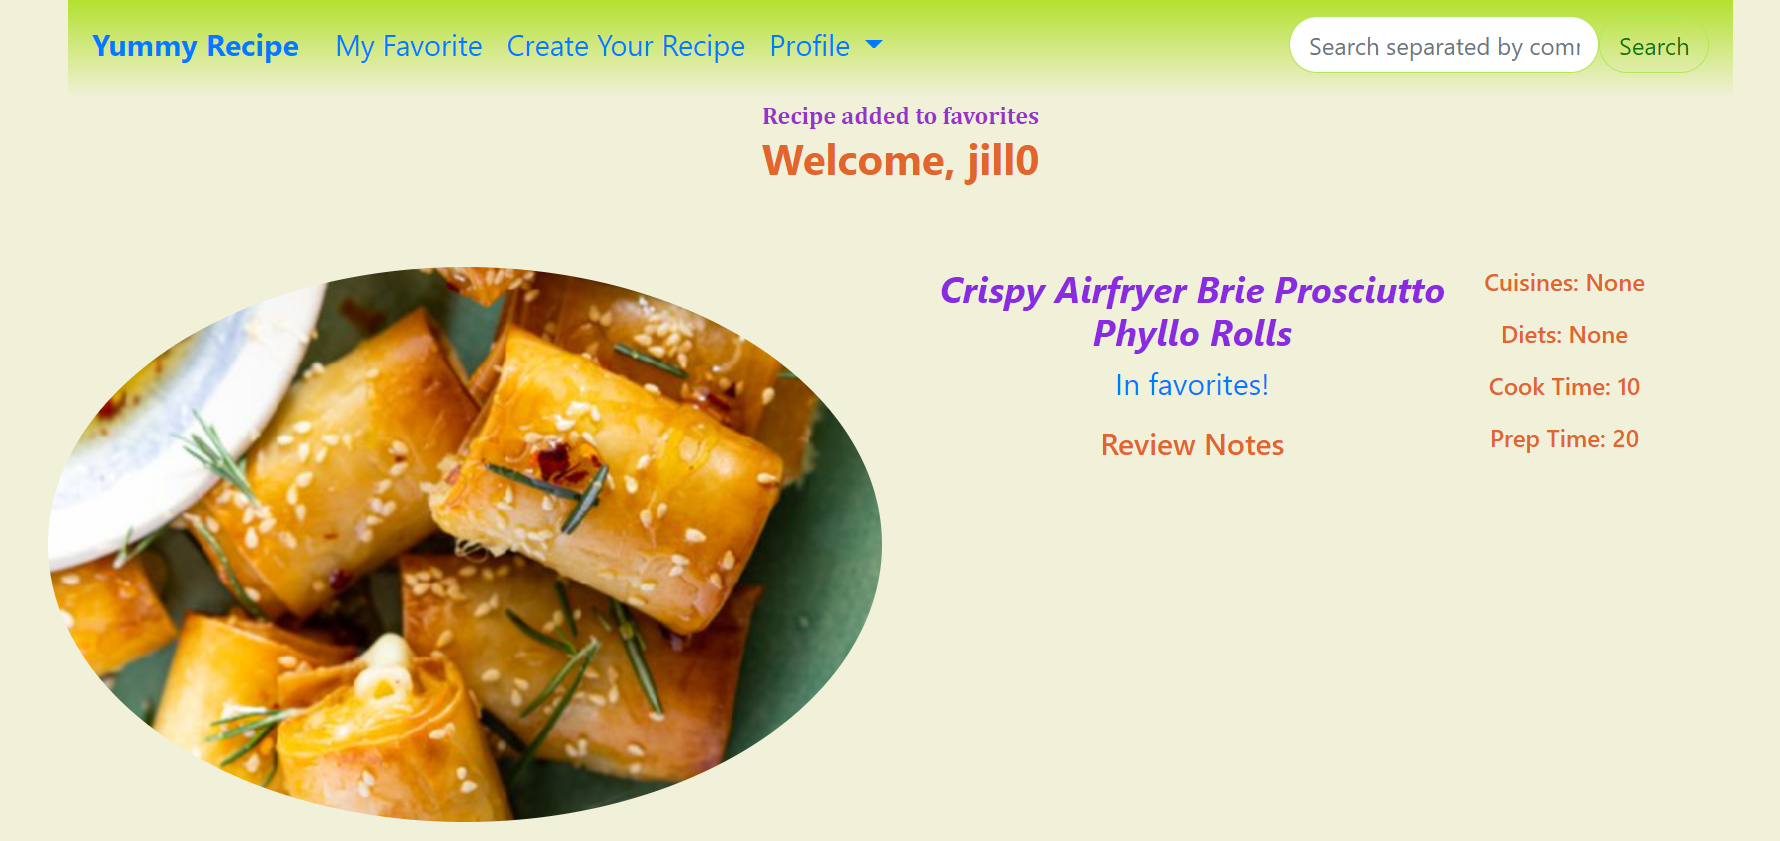 Yummy Recipe My Favorite Create Your Recipe Profile Search separated by com Search
Recipe added to favorites
Welcome, jill0
Crispy Airfryer Brie Prosciutto
Phyllo Rolls
In favorites!
Review Notes
Cuisines: None
Diets: None
Cook Time: 10
Prep Time: 20